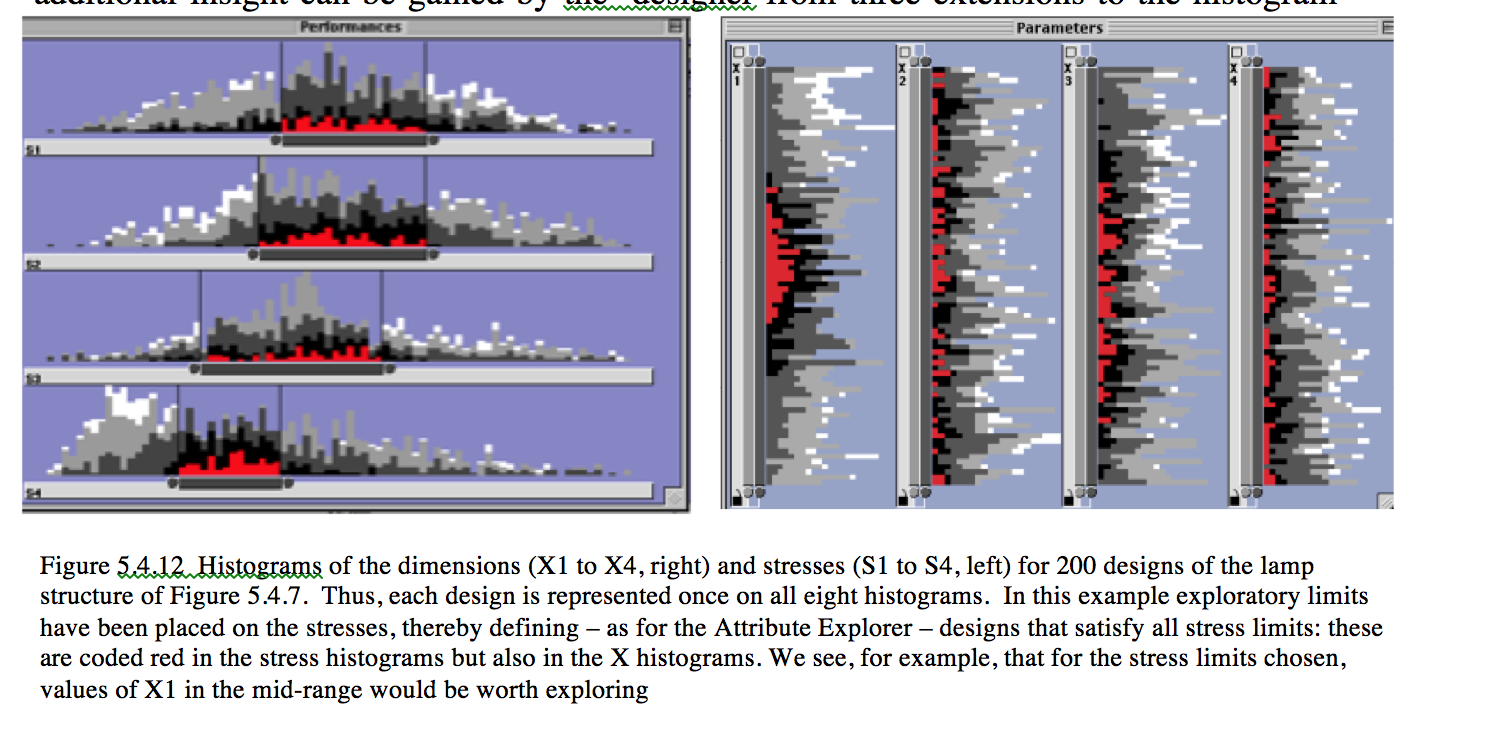 additional insight can be gained by the designer from three extensions to the histogram
Performances
Parameters
S1
S2
S3
S4
X
1
X
2
X
3
X
4
Figure 5.4.12 Histograms of the dimensions (X1 to X4, right) and stresses (S1 to S4, left) for 200 designs of the lamp
structure of Figure 5.4.7. Thus, each design is represented once on all eight histograms. In this example exploratory limits
have been placed on the stresses, thereby defining – as for the Attribute Explorer – designs that satisfy all stress limits: these
are coded red in the stress histograms but also in the X histograms. We see, for example, that for the stress limits chosen,
values of X1 in the mid-range would be worth exploring